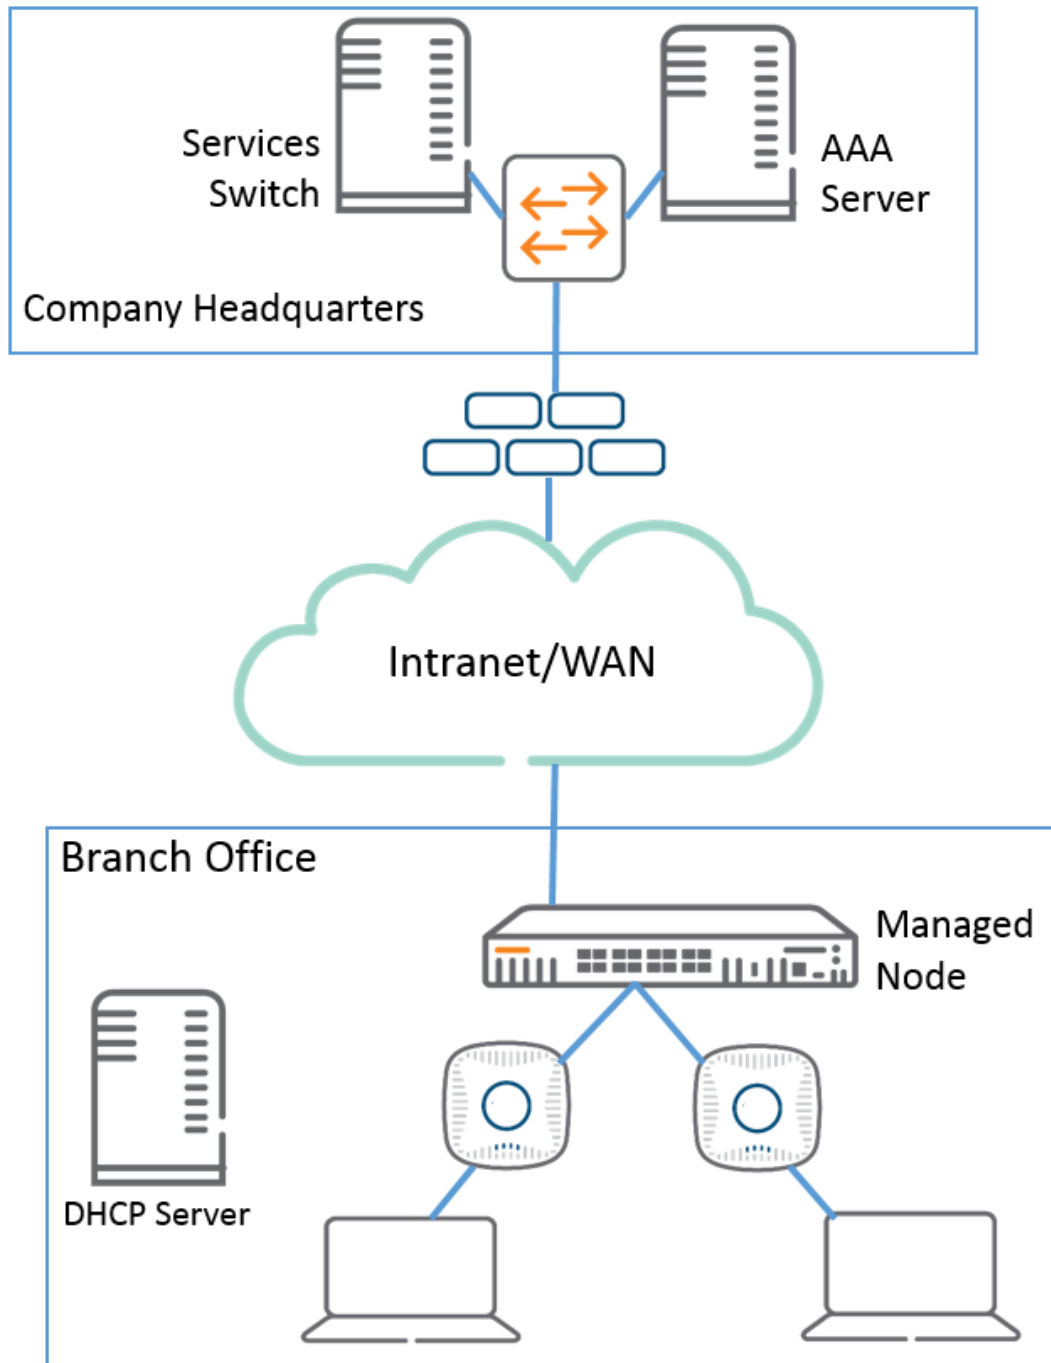 Services
Switch
AAA
Server
Company Headquarters
Intranet/WAN
Branch Office
Managed
Node
DHCP Server